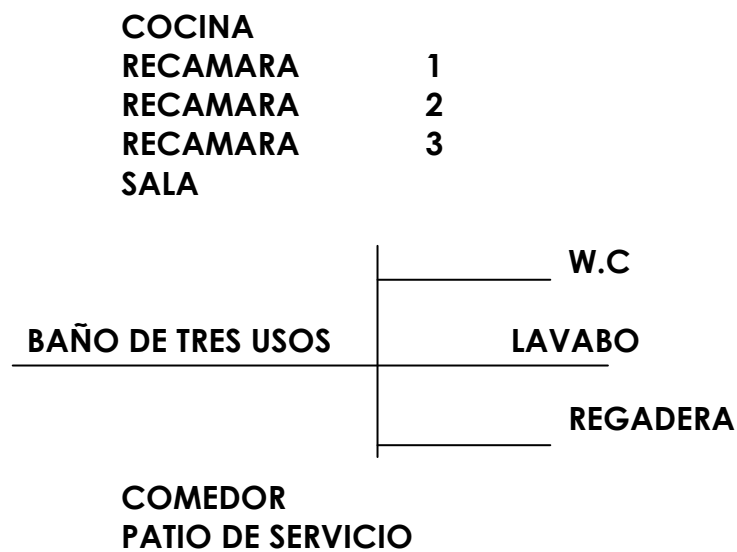 COCINA
RECAMARA 1
RECAMARA 2
RECAMARA 3
SALA
W.C
BAÑO DE TRES USOS LAVABO
REGADERA
COMEDOR
PATIO DE SERVICIO